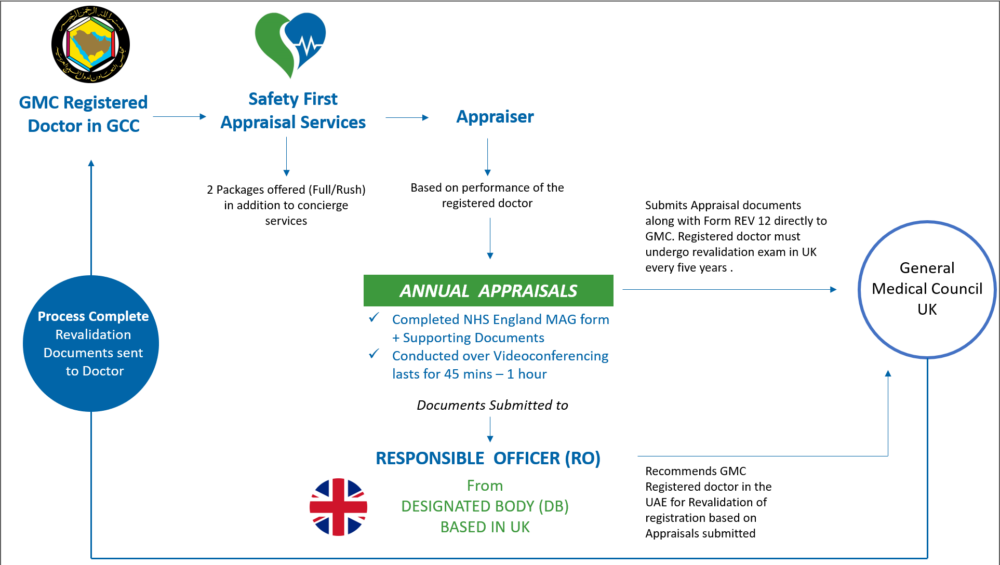 GMC Registered
Doctor in GCC
Safety First
Appraisal Services
Appraiser
2 Packages offered (Full/Rush)
in addition to concierge
services
Based on performance of the
registered doctor
Submits Appraisal documents
along with Form REV 12 directly to
GMC. Registered doctor must
undergo revalidation exam in UK
every five years .
General
Medical Council
UK
ANNUAL APPRAISALS
✓ Completed NHS England MAG form
+ Supporting Documents
✓ Conducted over Videoconferencing
lasts for 45 mins – 1 hour
Process Complete
Revalidation
Documents sent
to Doctor
Documents Submitted to
RESPONSIBLE OFFICER (RO)
From
DESIGNATED BODY (DB)
BASED IN UK
Recommends GMC
Registered doctor in the
UAE for Revalidation of
registration based on
Appraisals submitted